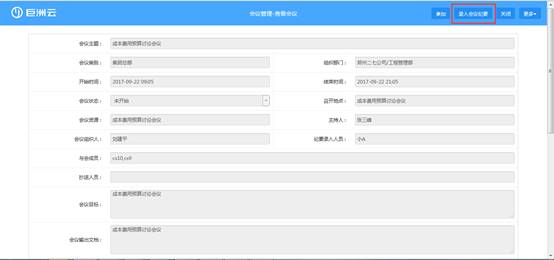 巨洲云 会议管理-查看会议 参加 录入会议纪要 关闭 更多
会议主题： 成本费用预算讨论会议
会议类别： 集团总部 组织部门： 郑州二七公司/工程管理部
开始时间： 2017-09-22 09:05 结束时间： 2017-09-22 21:05
会议状态： 未开始 召开地点： 成本费用预算讨论会议
会议资源： 成本费用预算讨论会议 主持人： 张三峰
会议组织人： 刘建平 纪要录入人员： 小A
与会成员： cs10,cs9
抄送人员：
会议目标： 成本费用预算讨论会议
会议输出文档： 成本费用预算讨论会议